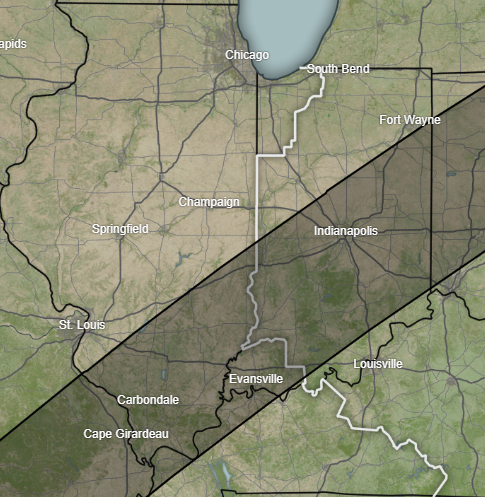 apids
Chicago
South Bend
Fort Wayne
Champaign
Springfield
Indianapolis
St. Louis
Louisville
Evansville
Carbondale
Cape Girardeau